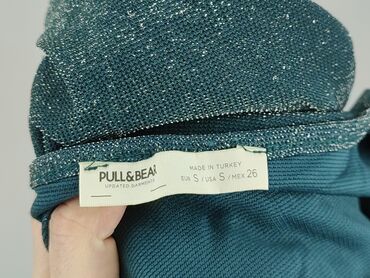 PULL&BEAR
UPDATED GARMENTS
MADE IN TURKEY
EUR S / USA S / MEX 26